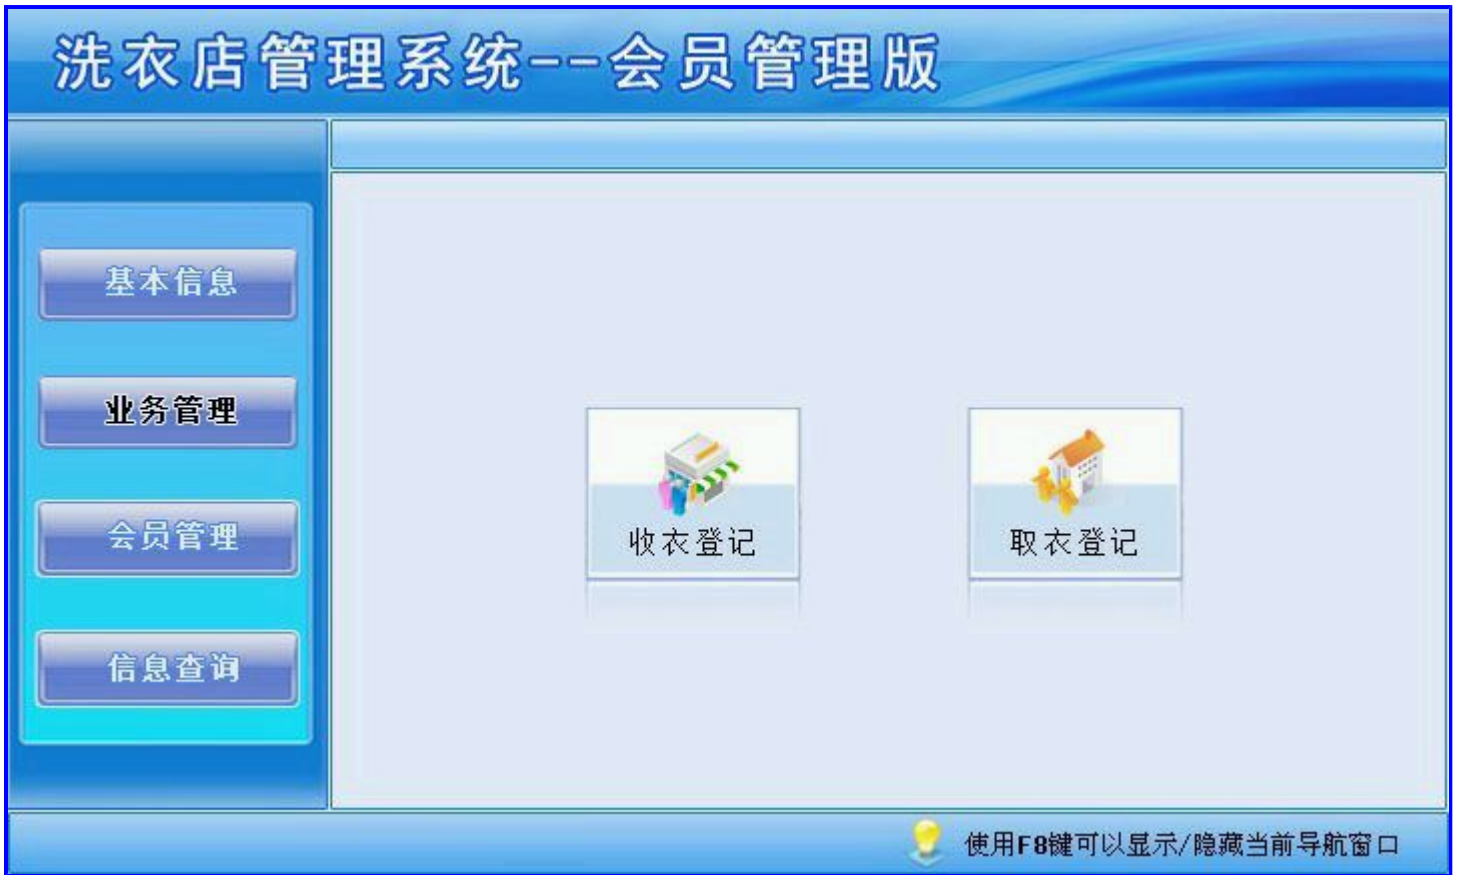 洗衣店管理系统--会员管理版
基本信息
业务管理
会员管理
信息查询
收衣登记
取衣登记
使用F8键可以显示/隐藏当前导航窗口